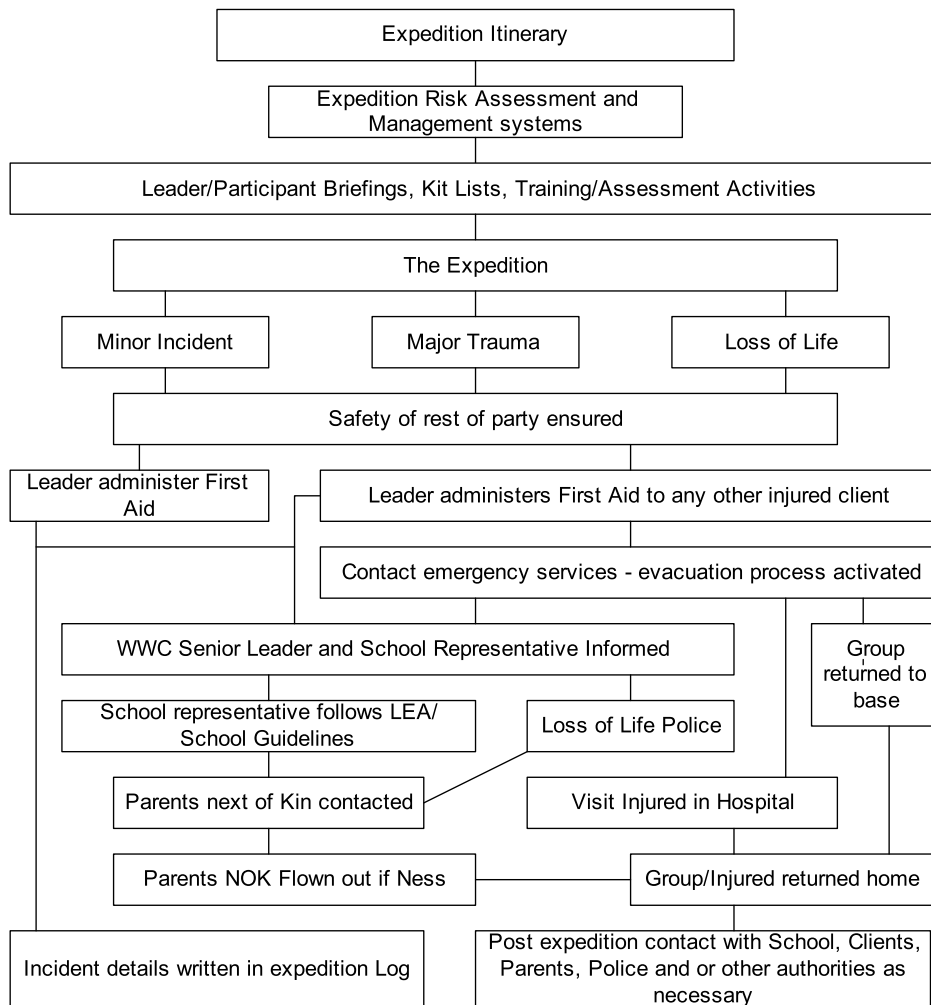 Expedition Itinerary
Expedition Risk Assessment and
Management systems
Leader/Participant Briefings, Kit Lists, Training/Assessment Activities
The Expedition
Minor Incident
Major Trauma
Loss of Life
Safety of rest of party ensured
Leader administer First
Aid
Leader administers First Aid to any other injured client
Contact emergency services - evacuation process activated
WWC Senior Leader and School Representative Informed
Group
returned to
base
School representative follows LEA/
School Guidelines
Loss of Life Police
Parents next of Kin contacted
Visit Injured in Hospital
Parents NOK Flown out if Ness
Group/Injured returned home
Incident details written in expedition Log
Post expedition contact with School, Clients,
Parents, Police and or other authorities as
necessary